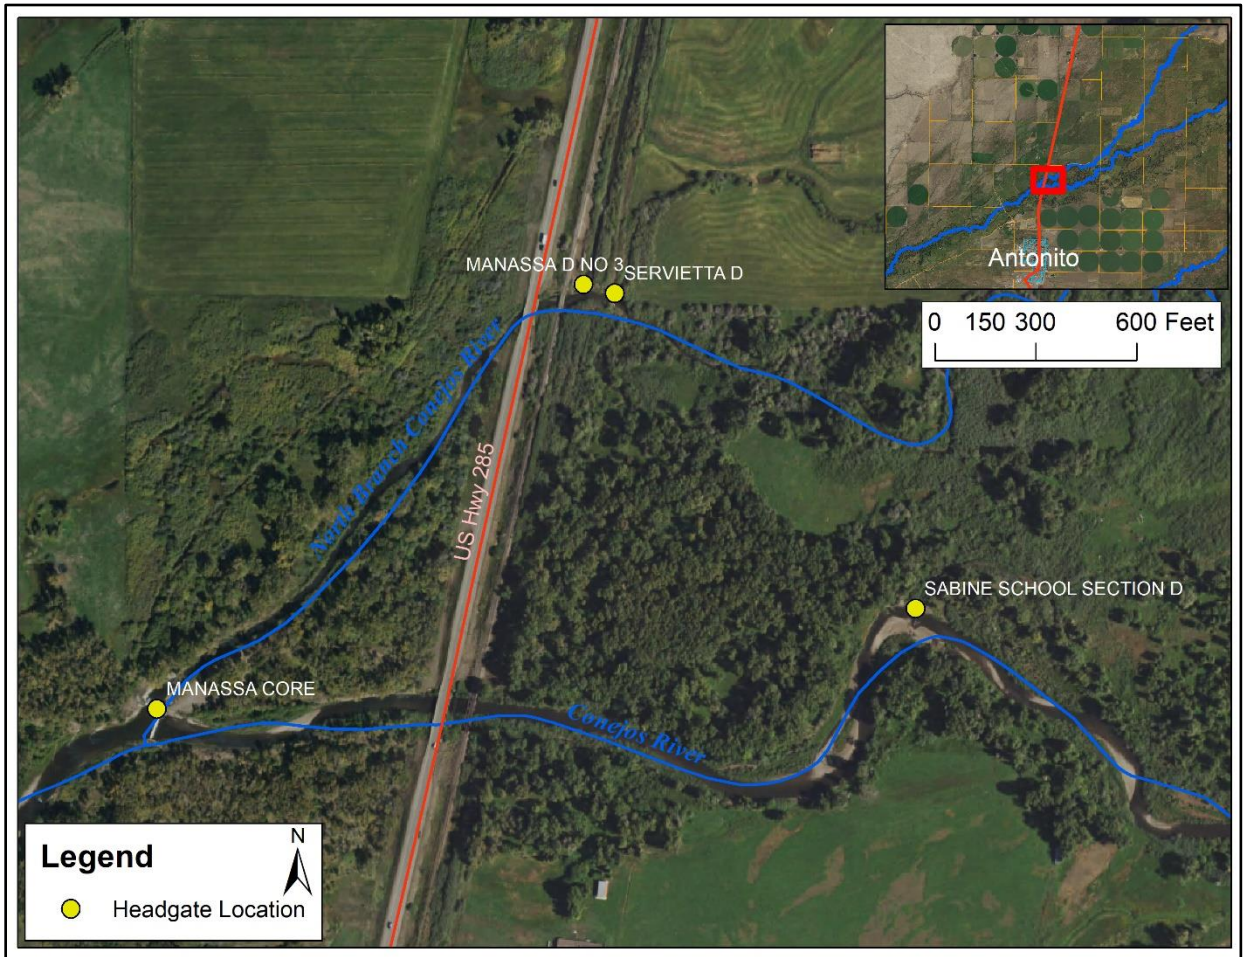 Antonito
0 150 300 600 Feet
MANASSA D NO 3
SERVIETTA D
North Branch Conejos River
US Hwy 285
SABINE SCHOOL SECTION D
MANASSA CORE
Conejos River
N
Legend
Headgate Location